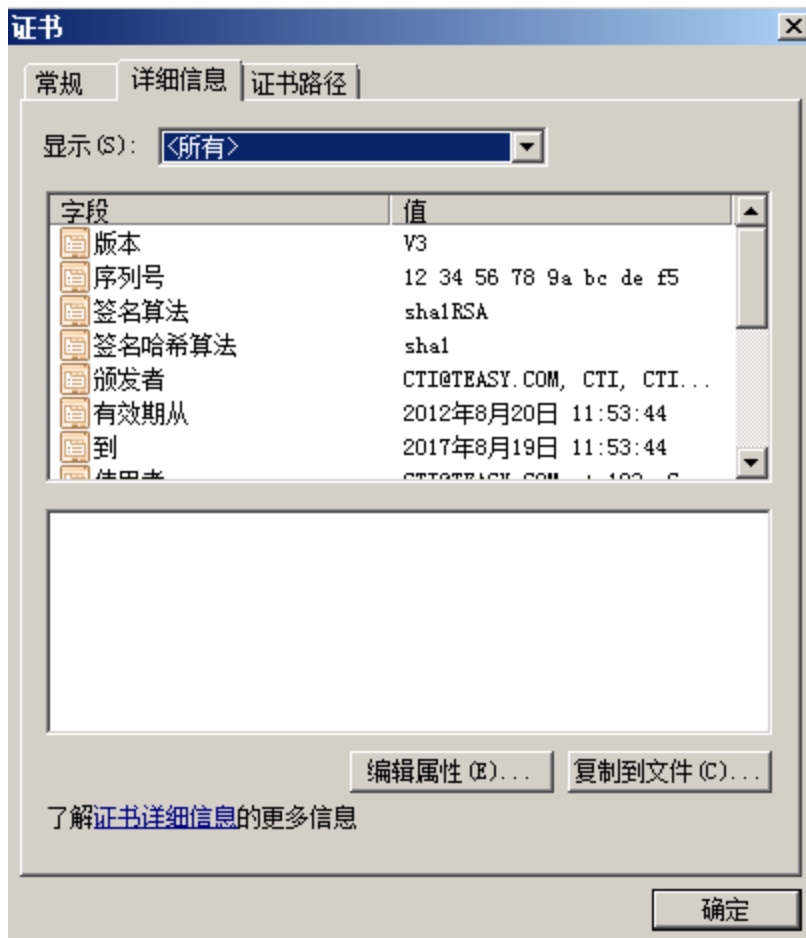 证书
常规 详细信息 证书路径
显示(S): <所有>
字段 值
版本 V3
序列号 12 34 56 78 9a bc de f5
签名算法 sha1RSA
签名哈希算法 sha1
颁发者 CTI@TEASY.COM, CTI, CTI...
有效期从 2012年8月20日 11:53:44
到 2017年8月19日 11:53:44
编辑属性(E)... 复制到文件(C)...
了解证书详细信息的更多信息
确定